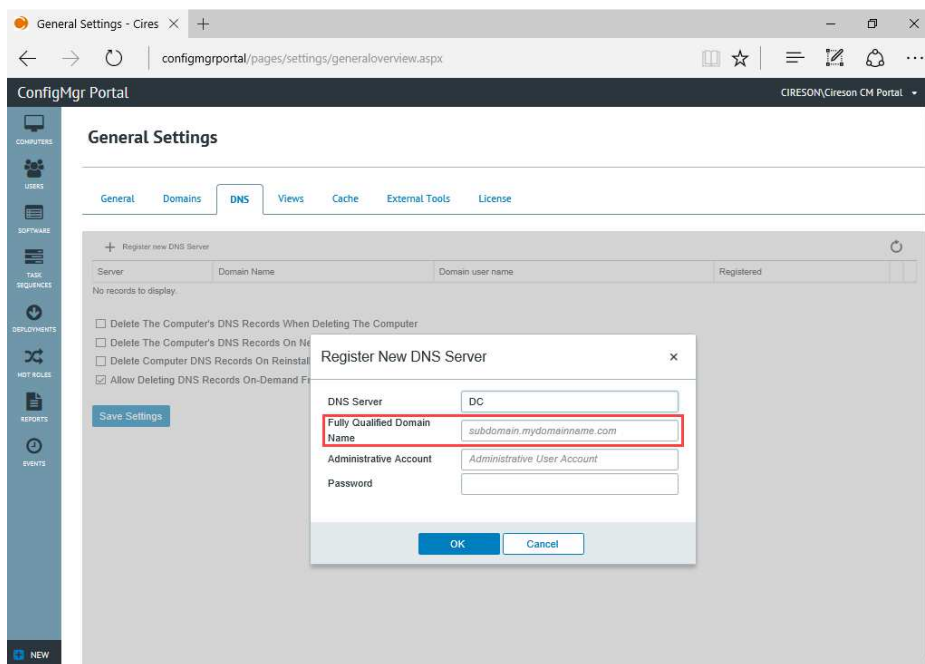 General Settings - Cires
configmgrportal/pages/settings/generaloverview.aspx
ConfigMgr Portal
CIRESON\Cireson CM Portal
COMPUTERS
USERS
SOFTWARE
TASK
SEQUENCES
DEPLOYMENTS
MDT ROLES
REPORTS
EVENTS
NEW
General Settings
General Domains DNS Views Cache External Tools License
Register new DNS Server
Server Domain Name Domain user name Registered
No records to display.
Delete The Computer's DNS Records When Deleting The Computer
Delete The Computer's DNS Records On Ne
Delete Computer DNS Records On Reinstal
Allow Deleting DNS Records On-Demand Fr
Save Settings
Register New DNS Server
DNS Server DC
Fully Qualified Domain
Name
subdomain.mydomainname.com
Administrative Account Administrative User Account
Password
OK Cancel